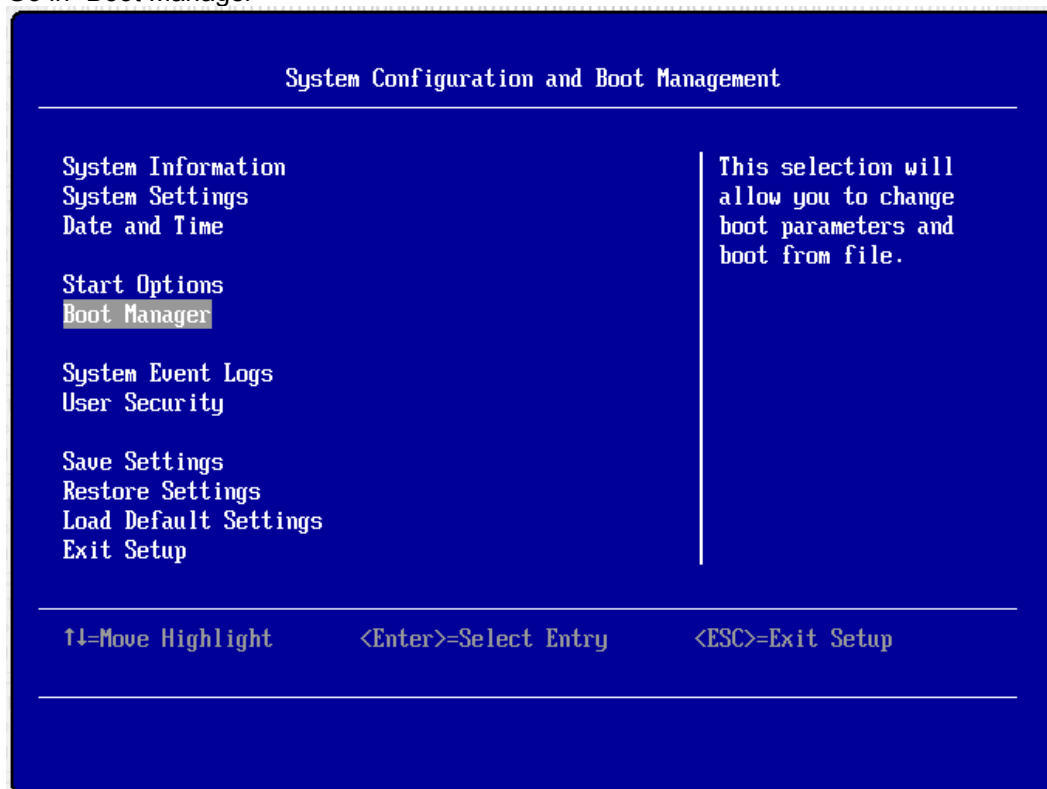 System Configuration and Boot Management
System Information
System Settings
Date and Time
Start Options
Boot Manager
System Event Logs
User Security
Save Settings
Restore Settings
Load Default Settings
Exit Setup
This selection will
allow you to change
boot parameters and
boot from file.
↑↓=Move Highlight <Enter>=Select Entry <ESC>=Exit Setup